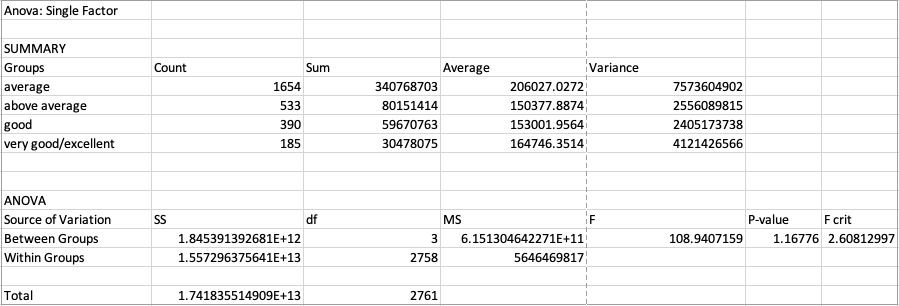 Anova: Single Factor
SUMMARY
Groups Count Sum Average Variance
average 1654 340768703 206027.0272 7573604902
above average 533 80151414 150377.8874 2556089815
good 390 59670763 153001.9564 2405173738
very good/excellent 185 30478075 164746.3514 4121426566
ANOVA
Source of Variation SS df MS F P-value F crit
Between Groups 1.845391392681E+12 3 6.151304642271E+11 108.9407159 1.16776 2.60812997
Within Groups 1.557296375641E+13 2758 5646469817
Total 1.741835514909E+13 2761